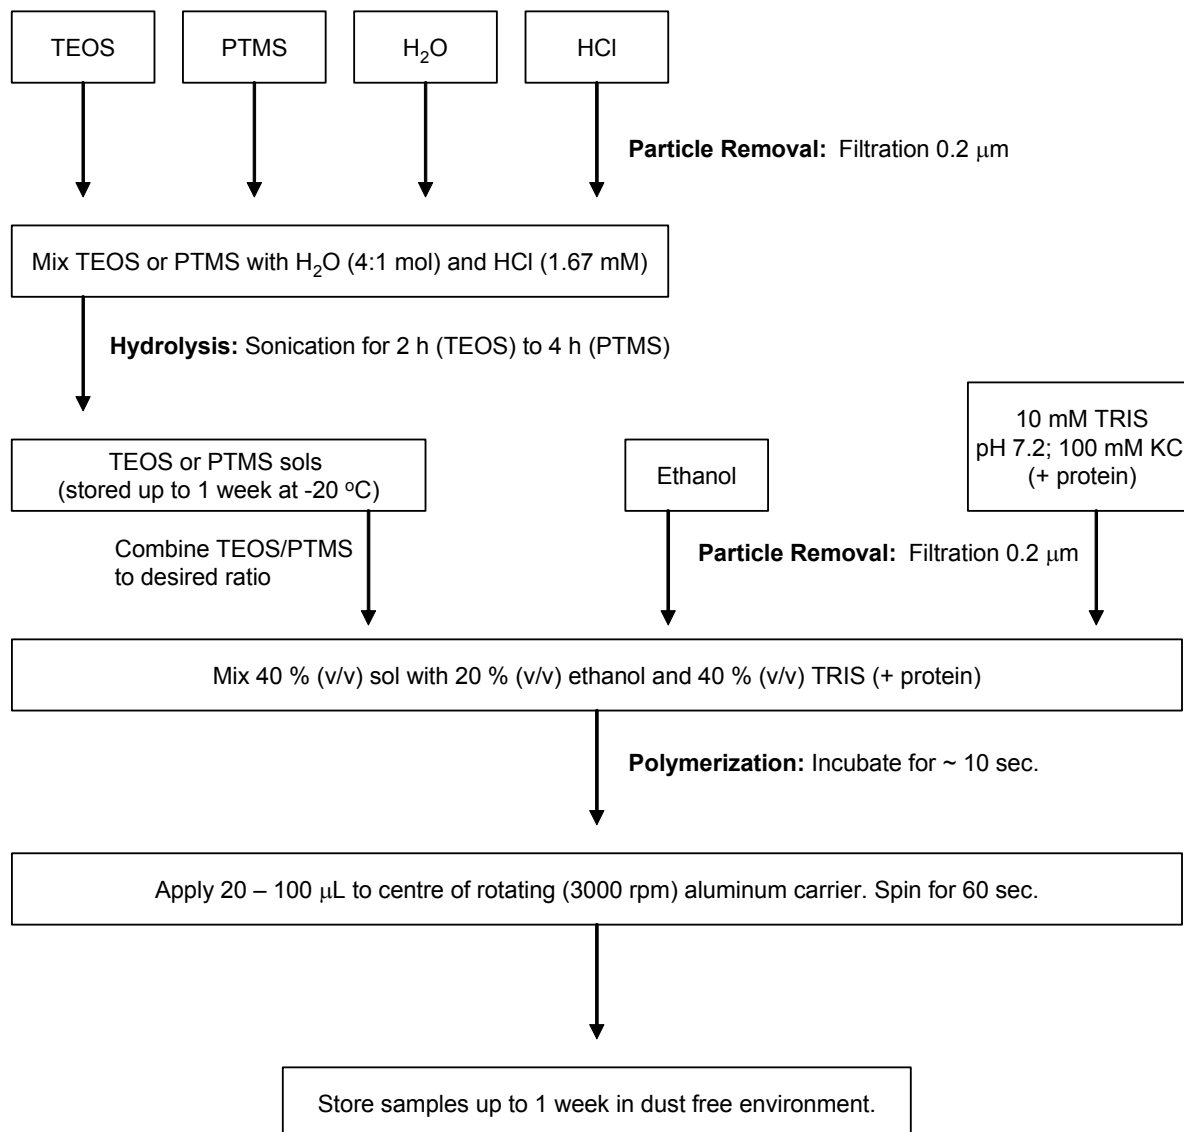 TEOS
PTMS
H₂O
HCl
Particle Removal: Filtration 0.2 μm
Mix TEOS or PTMS with H₂O (4:1 mol) and HCl (1.67 mM)
Hydrolysis: Sonication for 2 h (TEOS) to 4 h (PTMS)
TEOS or PTMS sols
(stored up to 1 week at -20 °C)
Ethanol
10 mM TRIS
pH 7.2; 100 mM KC
(+ protein)
Combine TEOS/PTMS
to desired ratio
Particle Removal: Filtration 0.2 μm
Mix 40 % (v/v) sol with 20 % (v/v) ethanol and 40 % (v/v) TRIS (+ protein)
Polymerization: Incubate for ~ 10 sec.
Apply 20 – 100 μL to centre of rotating (3000 rpm) aluminum carrier. Spin for 60 sec.
Store samples up to 1 week in dust free environment.